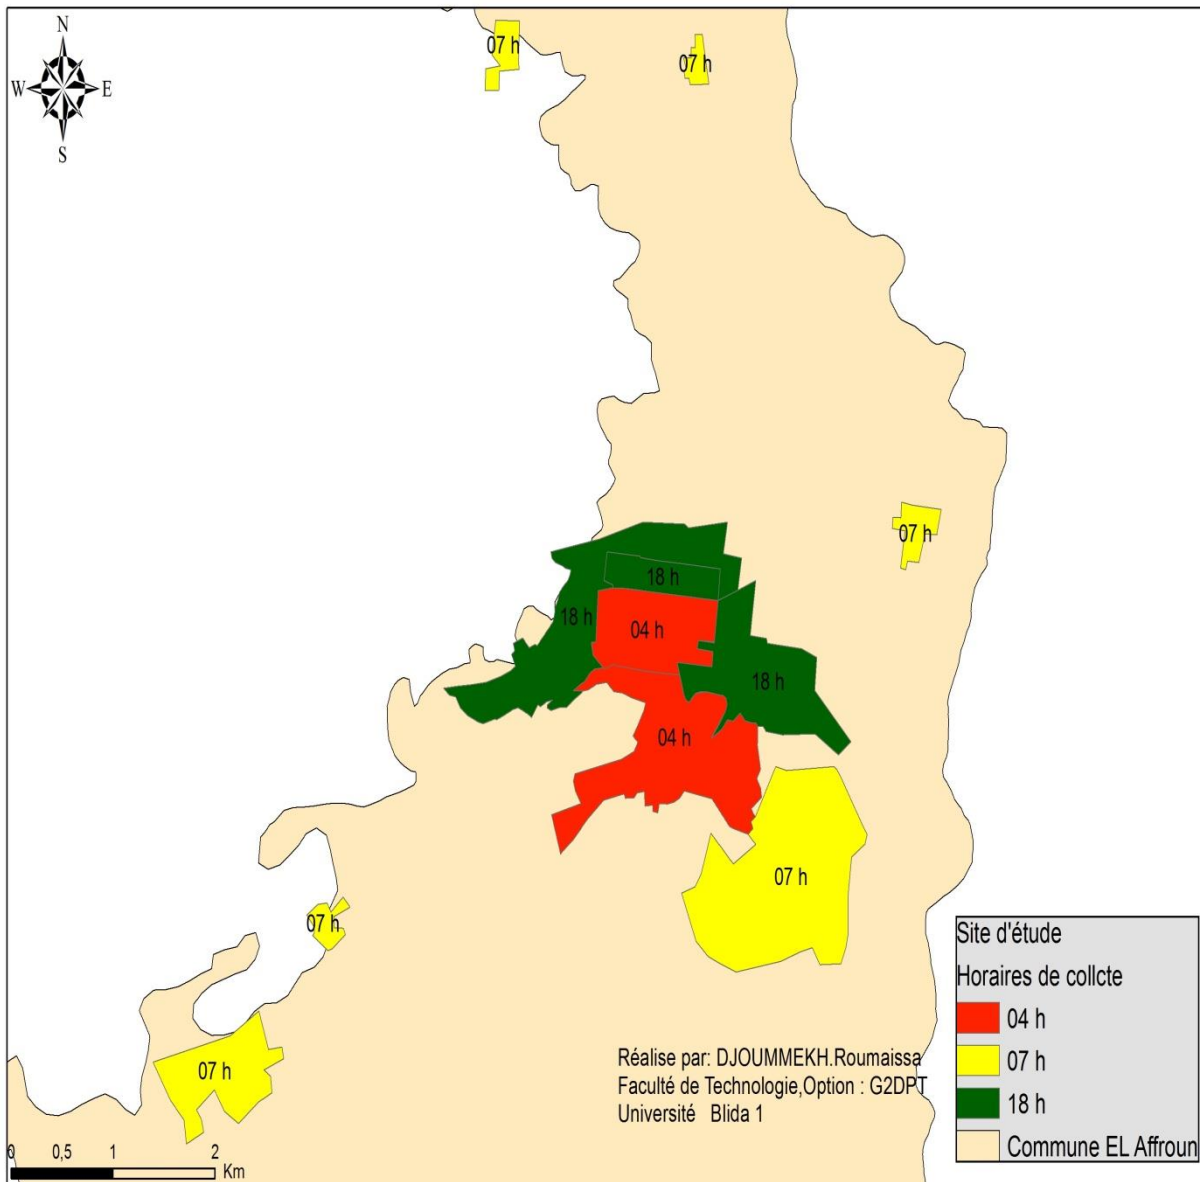 N
W E
S
07 h
07 h
07 h
18 h
18 h
04 h
18 h
04 h
07 h
07 h
07 h
Site d'étude
Horaires de collcte
04 h
07 h
18 h
Commune EL Affroun
Réalise par: DJOUMMEKH.Roumaissa
Faculté de Technologie,Option : G2DPT
Université Blida 1
0 0,5 1 2
Km